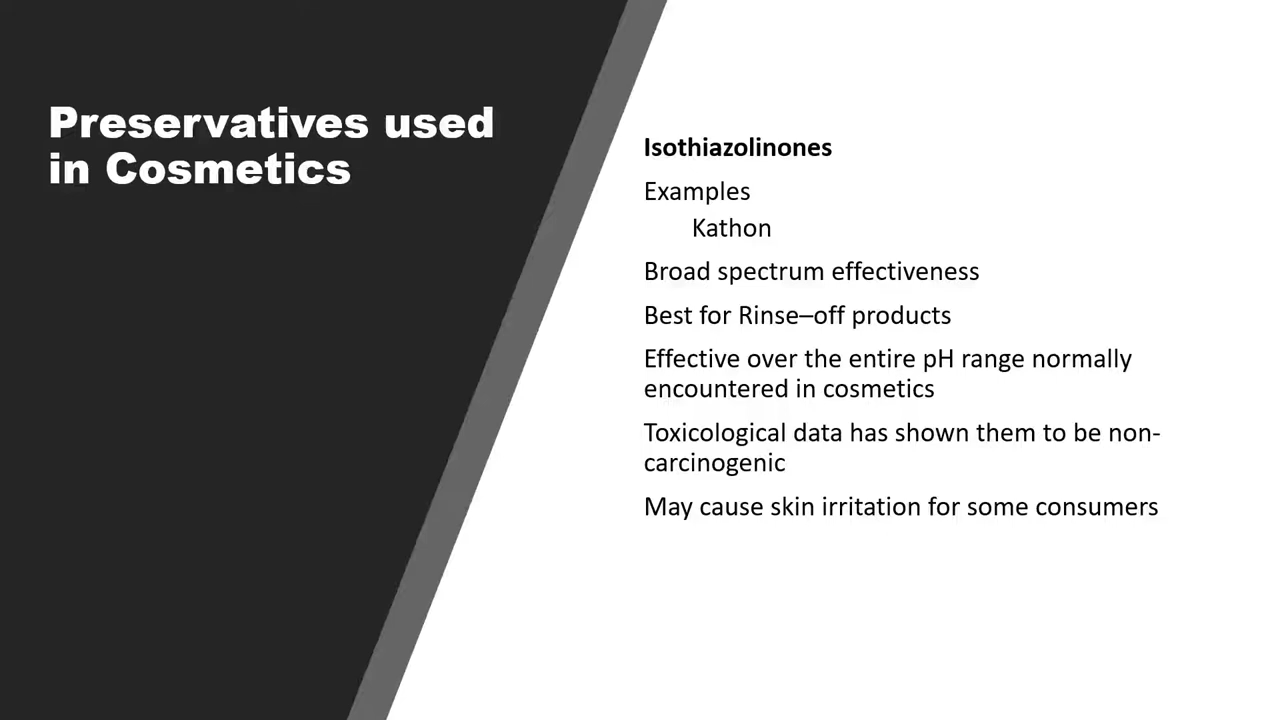 Preservatives used
in Cosmetics
Isothiazolinones
Examples
Kathon
Broad spectrum effectiveness
Best for Rinse–off products
Effective over the entire pH range normally
encountered in cosmetics
Toxicological data has shown them to be non-
carcinogenic
May cause skin irritation for some consumers